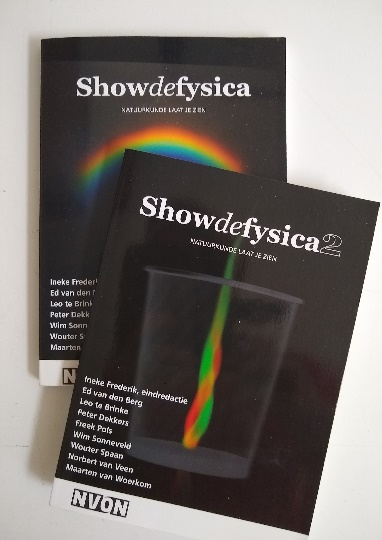 Showdefysica
NATUURKUNDE LAAT JE ZIEN
Ineke Frederi
Ed van den
Leo te Brink
Peter Dekk
Wim Sonn
Wouter S
Maarten
N
Showdefysica2
NATUURKUNDE LAAT JE ZIEN
Ineke Frederik, eindredactie
Ed van den Berg
Leo te Brinke
Peter Dekkers
Freek Pols
Wim Sonneveld
Wouter Spaan
Norbert van Veen
Maarten van Woerkom
NVON